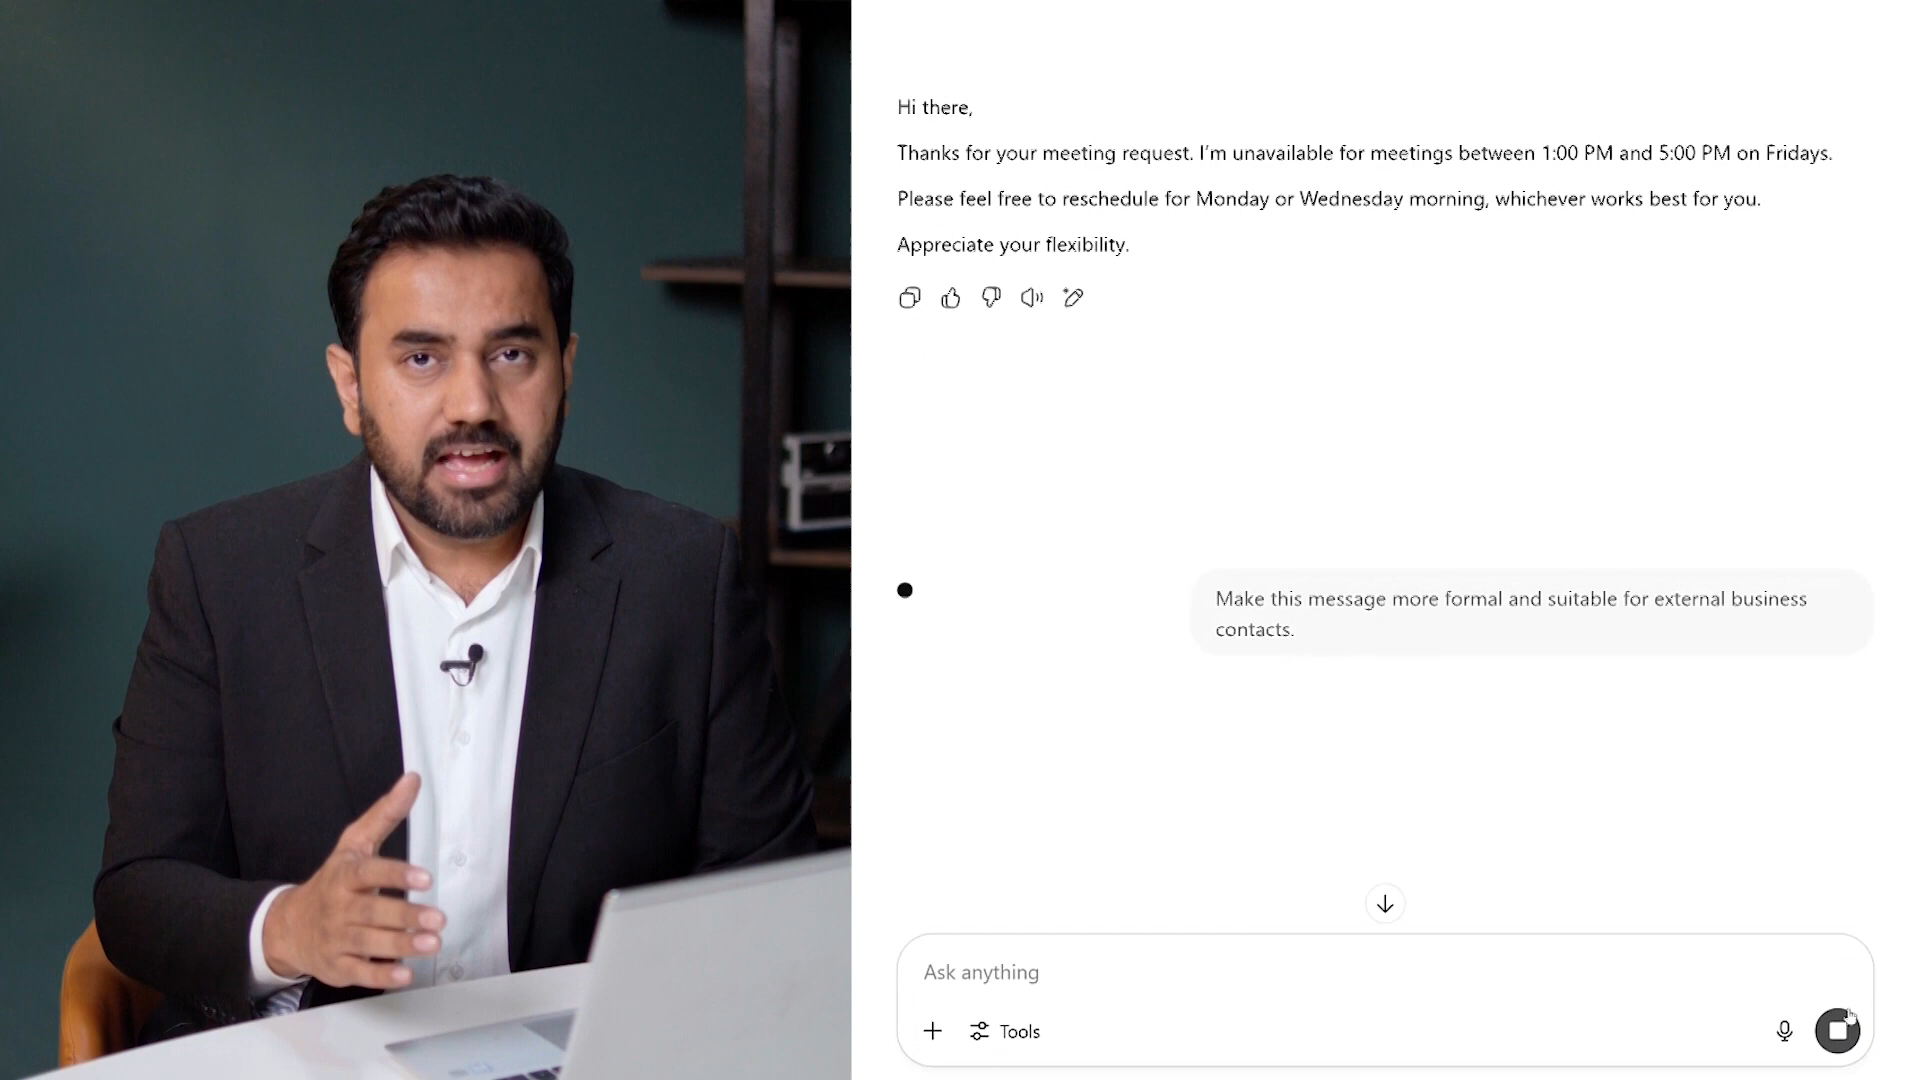 Hi there,
Thanks for your meeting request. I'm unavailable for meetings between 1:00 PM and 5:00 PM on Fridays.
Please feel free to reschedule for Monday or Wednesday morning, whichever works best for you.
Appreciate your flexibility.
Make this message more formal and suitable for external business
contacts.
Ask anything
Tools